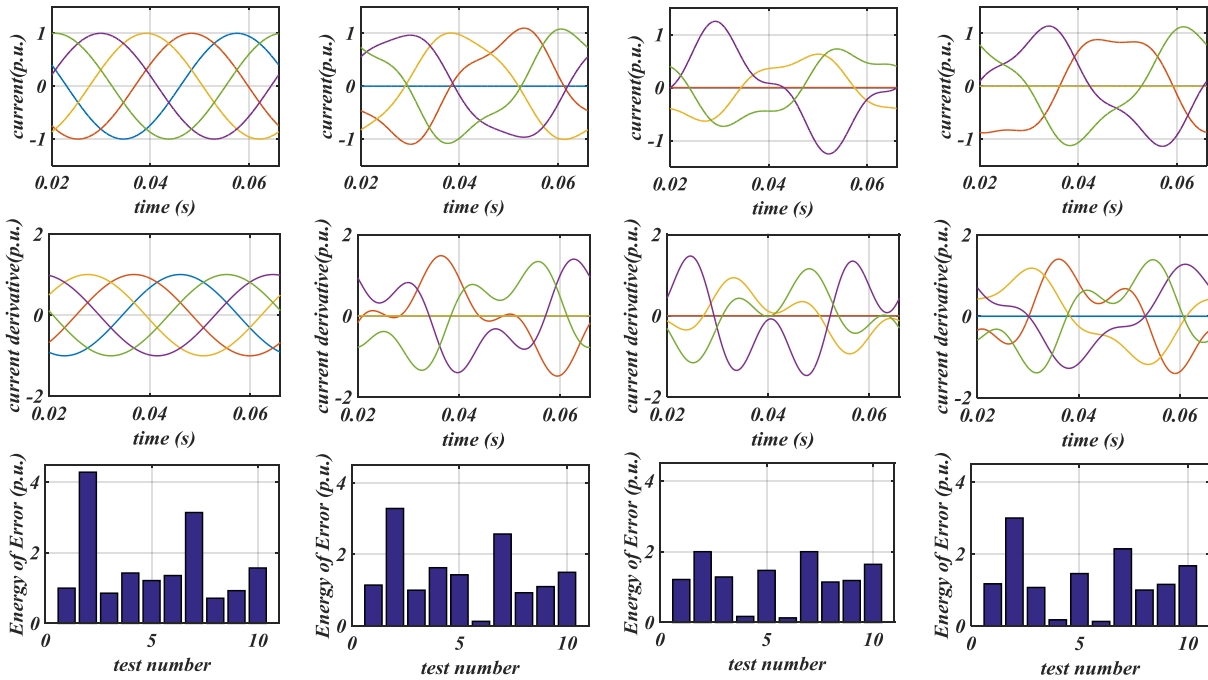 current(p.u.)
1
0
-1
0.02 0.04 0.06
time (s)
current(p.u.)
1
0
-1
0.02 0.04 0.06
time (s)
current(p.u.)
1
0
-1
0.02 0.04 0.06
time (s)
current(p.u.)
1
0
-1
0.02 0.04 0.06
time (s)
current derivative(p.u.)
2
0
-2
0.02 0.04 0.06
time (s)
current derivative(p.u.)
2
0
-2
0.02 0.04 0.06
time (s)
current derivative(p.u.)
2
0
-2
0.02 0.04 0.06
time (s)
current derivative(p.u.)
2
0
-2
0.02 0.04 0.06
time (s)
Energy of Error (p.u.)
4
2
0
0 5 10
test number
Energy of Error (p.u.)
4
2
0
0 5 10
test number
Energy of Error (p.u.)
4
2
0
0 5 10
test number
Energy of Error (p.u.)
4
2
0
0 5 10
test number